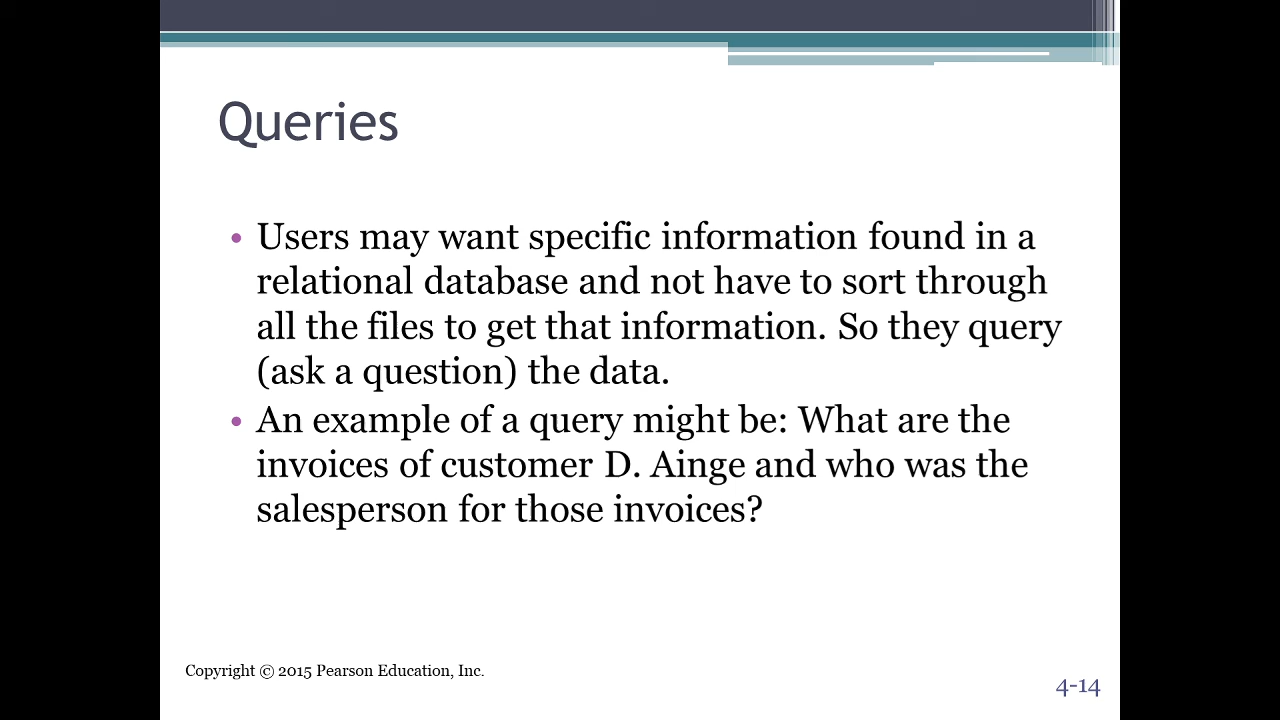 Queries
• Users may want specific information found in a
relational database and not have to sort through
all the files to get that information. So they query
(ask a question) the data.
• An example of a query might be: What are the
invoices of customer D. Ainge and who was the
salesperson for those invoices?
Copyright © 2015 Pearson Education, Inc.
4-14